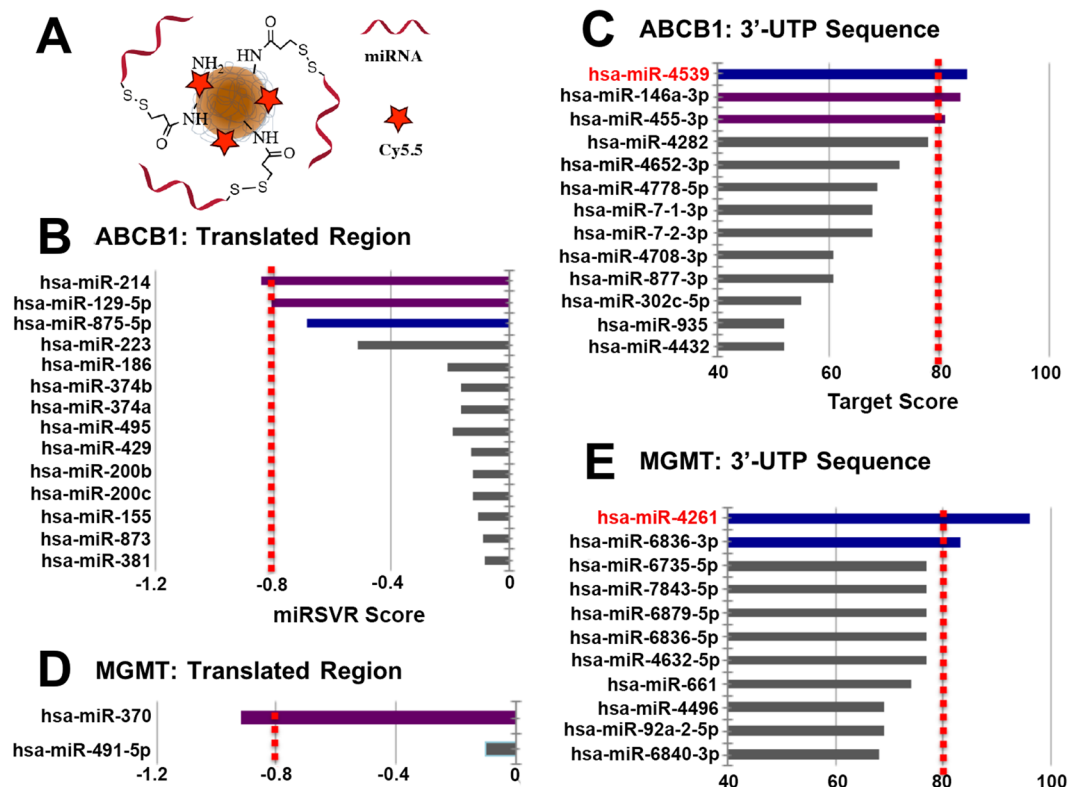 A
NH2
HN
O
S
S
miRNA
S
S
NH
O
NH
O
S
S
Cy5.5
B ABCB1: Translated Region
hsa-miR-214
hsa-miR-129-5p
hsa-miR-875-5p
hsa-miR-223
hsa-miR-186
hsa-miR-374b
hsa-miR-374a
hsa-miR-495
hsa-miR-429
hsa-miR-200b
hsa-miR-200c
hsa-miR-155
hsa-miR-873
hsa-miR-381
-1.2 -0.8 -0.4 0
miRSVR Score
C ABCB1: 3’-UTP Sequence
hsa-miR-4539
hsa-miR-146a-3p
hsa-miR-455-3p
hsa-miR-4282
hsa-miR-4652-3p
hsa-miR-4778-5p
hsa-miR-7-1-3p
hsa-miR-7-2-3p
hsa-miR-4708-3p
hsa-miR-877-3p
hsa-miR-302c-5p
hsa-miR-935
hsa-miR-4432
40 60 80 100
Target Score
D MGMT: Translated Region
hsa-miR-370
hsa-miR-491-5p
-1.2 -0.8 -0.4 0
E MGMT: 3’-UTP Sequence
hsa-miR-4261
hsa-miR-6836-3p
hsa-miR-6735-5p
hsa-miR-7843-5p
hsa-miR-6879-5p
hsa-miR-6836-5p
hsa-miR-4632-5p
hsa-miR-661
hsa-miR-4496
hsa-miR-92a-2-5p
hsa-miR-6840-3p
40 60 80 100